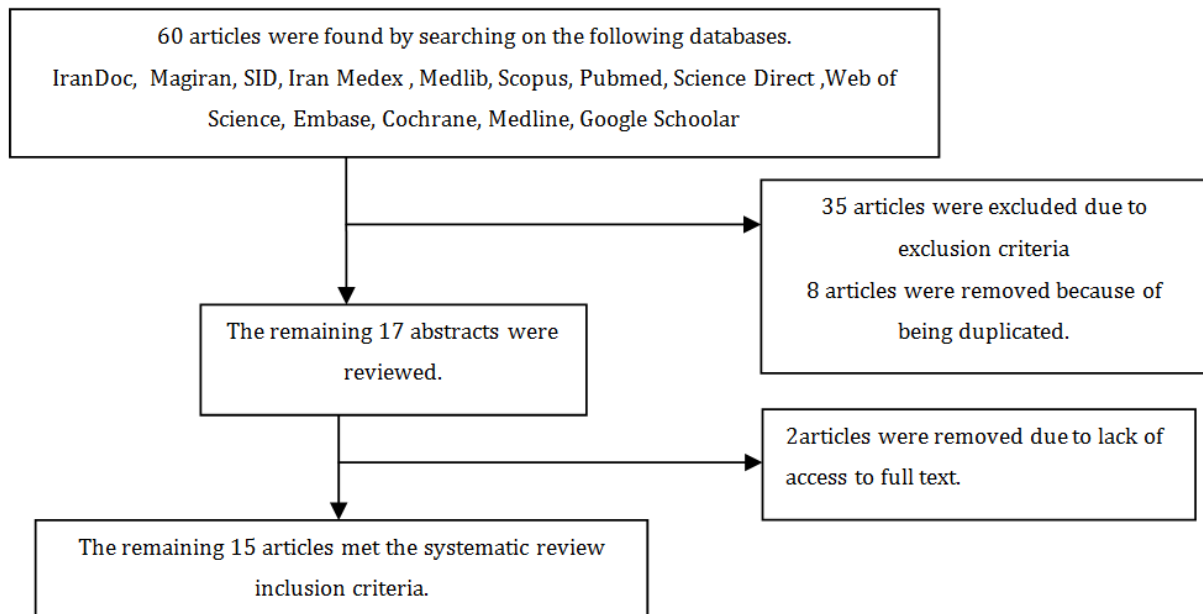 60 articles were found by searching on the following databases.
IranDoc, Magiran, SID, Iran Medex , Medlib, Scopus, Pubmed, Science Direct ,Web of
Science, Embase, Cochrane, Medline, Google Schoolar
35 articles were excluded due to
exclusion criteria
8 articles were removed because of
being duplicated.
The remaining 17 abstracts were
reviewed.
2articles were removed due to lack of
access to full text.
The remaining 15 articles met the systematic review
inclusion criteria.